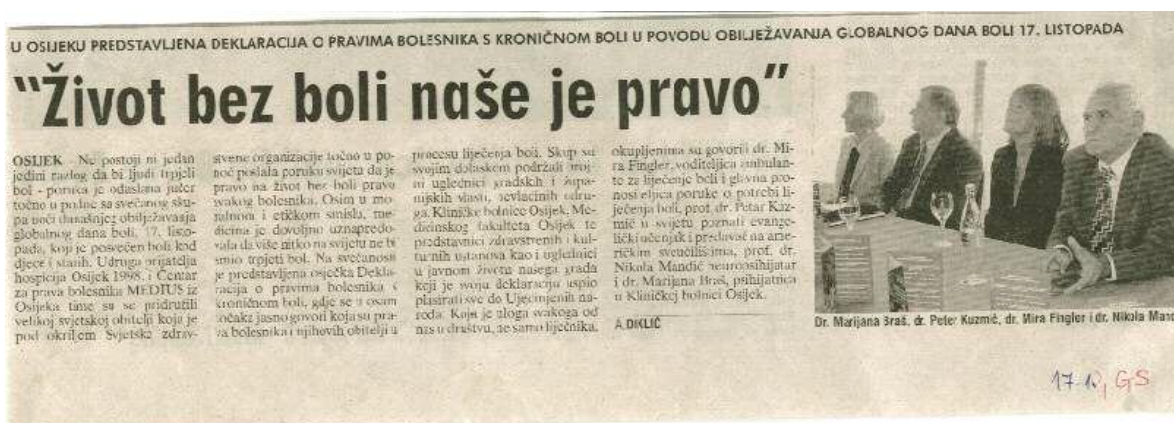 U OSIJEKU PREDSTAVLJENA DEKLARACIJA O PRAVIMA BOLESNIKA S KRONIČNOM BOLI U POVODU OBILJEŽAVANJA GLOBALNOG DANA BOLI 17. LISTOPADA
"Život bez boli naše je pravo"
OSIJEK - Ne postoji ni jedan
jedini razlog da bi ljudi trpjeli
bol - poruka je odaslana jučer
točno u podne sa svečanog sku-
pa uoči današnjeg obilježavanja
globalnog dana boli, 17. listo-
pada, koji je posvećen boli kod
djece i starih. Udruga prijatelja
hospicija Osijek 1998. i Centar
za prava bolesnika MEDIUS iz
Osijeka time su se pridružili
velikoj svjetskoj obitelji koja je
pod okriljem Svjetske zdrav-
stvene organizacije točno u po-
noć poslala poruku svijetu da je
pravo na život bez boli pravo
svakog bolesnika. Osim u mo-
ralnom i etičkom smislu, me-
dicina je dovoljno uznapredo-
vala da više nitko na svijetu ne bi
smio trpjeti bol. Na svečanosti
je predstavljena osječka Dekla-
racija o pravima bolesnika s
kroničnom boli, gdje se u osam
točaka jasno govori koja su pra-
va bolesnika i njihovih obitelji u
procesu liječenja boli. Skup su
svojim dolaskom podržali broj-
ni uglednici gradskih i župa-
nijskih vlasti, nevladinih udru-
ga, Kliničke bolnice Osijek, Me-
dicinskog fakulteta Osijek te
predstavnici zdravstvenih i kul-
turnih ustanova kao i uglednici
u javnom životu našega grada
koji je svoju deklaraciju uspio
plasirati sve do Ujedinjenih na-
roda. Koja je uloga svakoga od
nas u društvu, ne samo liječnika,
okupljenima su govorili dr. Mi-
ra Fingler, voditeljica ambulan-
te za liječenje boli i glavna pro-
nositeljica poruke o potrebi li-
ječenja boli, prof. dr. Petar Kuz-
mič u svijetu poznati evange-
lički učenjak i predavač na ame-
ričkim sveučilištima, prof. dr.
Nikola Mandić neuropsihijatar
i dr. Marijana Braš, psihijatrica
u Kliničkoj bolnici Osijek.
A.DIKLIĆ
Dr. Marijana Braš, dr. Peter Kuzmič, dr. Mira Fingler i dr. Nikola Mand
17.10, GS